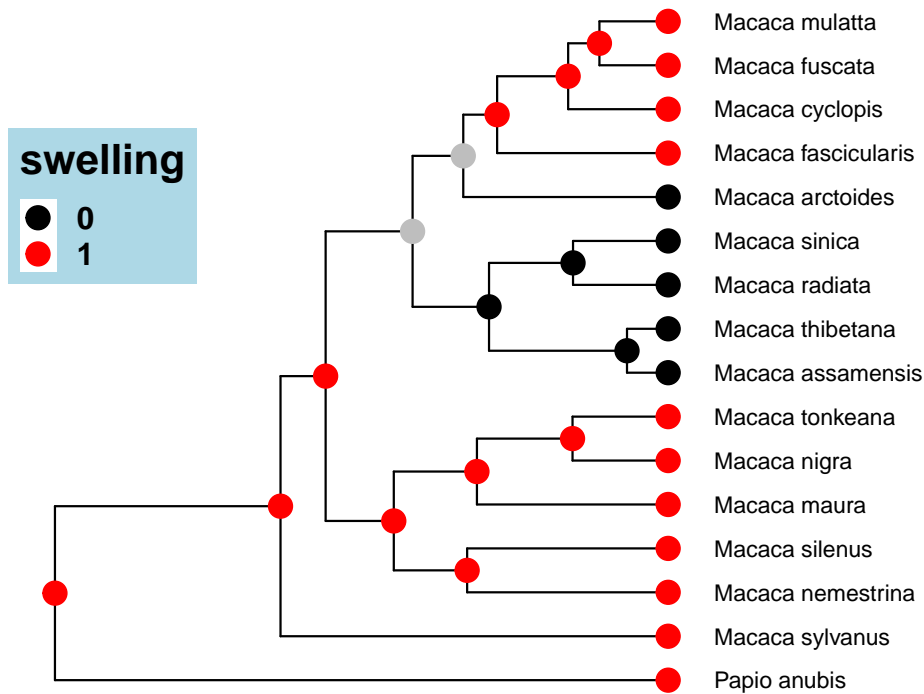 swelling
0
1
Macaca mulatta
Macaca fuscata
Macaca cyclopis
Macaca fascicularis
Macaca arctoides
Macaca sinica
Macaca radiata
Macaca thibetana
Macaca assamensis
Macaca tonkeana
Macaca nigra
Macaca maura
Macaca silenus
Macaca nemestrina
Macaca sylvanus
Papio anubis